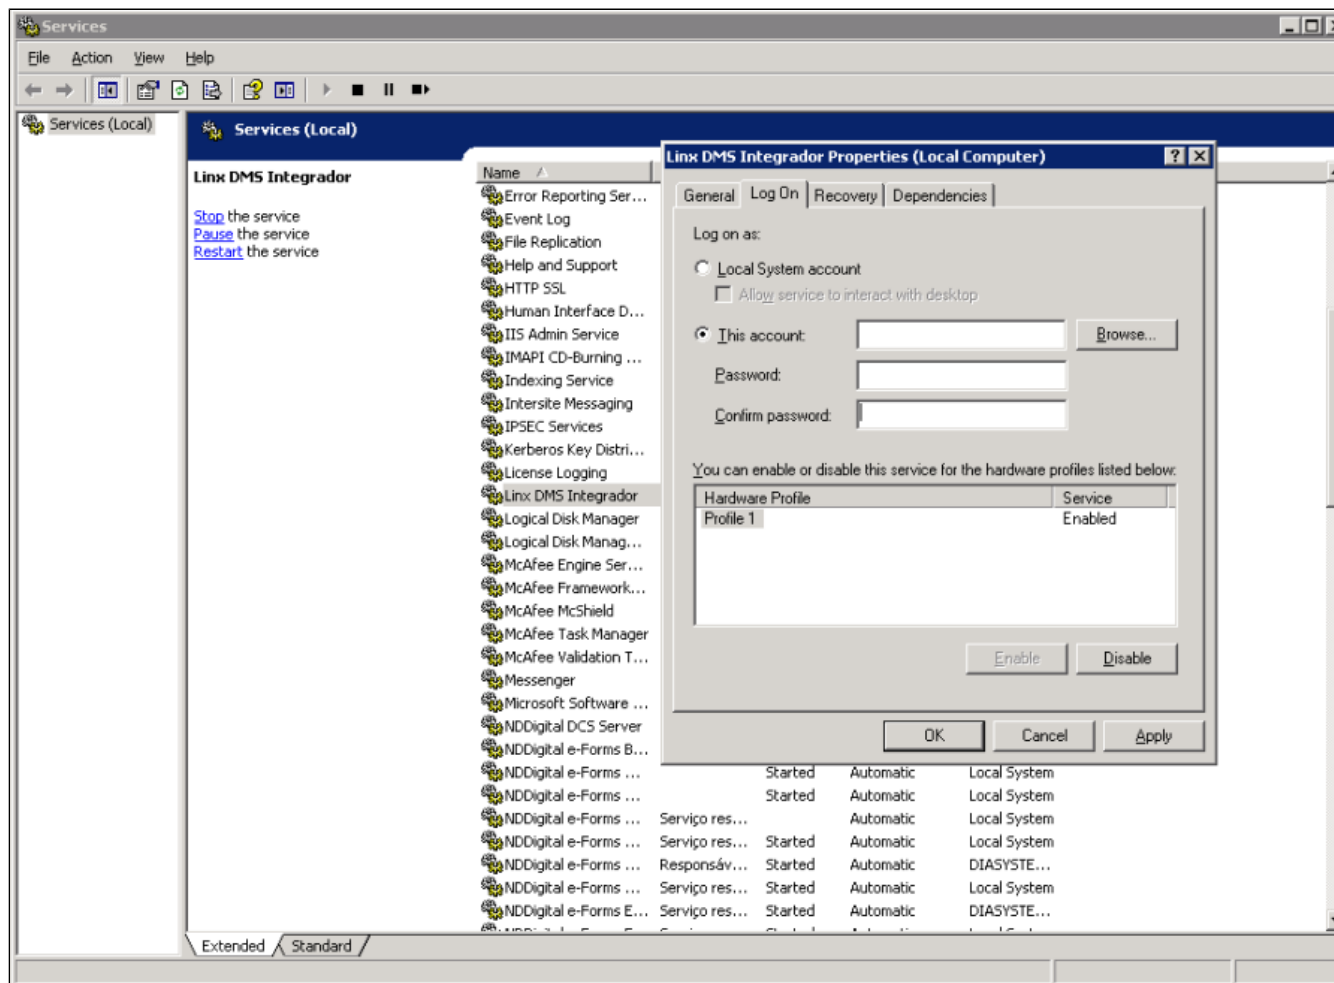 Services
File Action View Help
Services (Local)
Services (Local)
Linx DMS Integrador
Stop the service
Pause the service
Restart the service
Name
Error Reporting Ser...
Event Log
File Replication
Help and Support
HTTP SSL
Human Interface D...
IIS Admin Service
IMAPI CD-Burning ...
Indexing Service
Intersite Messaging
IPSEC Services
Kerberos Key Distri...
License Logging
Linx DMS Integrador
Logical Disk Manager
Logical Disk Manag...
McAfee Engine Ser...
McAfee Framework...
McAfee McShield
McAfee Task Manager
McAfee Validation T...
Messenger
Microsoft Software ...
NDDigital DCS Server
NDDigital e-Forms B...
NDDigital e-Forms ... Started Automatic Local System
NDDigital e-Forms ... Started Automatic Local System
NDDigital e-Forms ... Serviço res... Automatic Local System
NDDigital e-Forms ... Serviço res... Started Automatic Local System
NDDigital e-Forms ... Responsáv... Started Automatic DIASYSTE...
NDDigital e-Forms ... Serviço res... Started Automatic Local System
NDDigital e-Forms E... Serviço res... Started Automatic DIASYSTE...
Extended Standard
Linx DMS Integrador Properties (Local Computer)
General Log On Recovery Dependencies
Log on as:
Local System account
Allow service to interact with desktop
This account: Browse...
Password:
Confirm password:
You can enable or disable this service for the hardware profiles listed below:
Hardware Profile Service
Profile 1 Enabled
Enable Disable
OK Cancel Apply